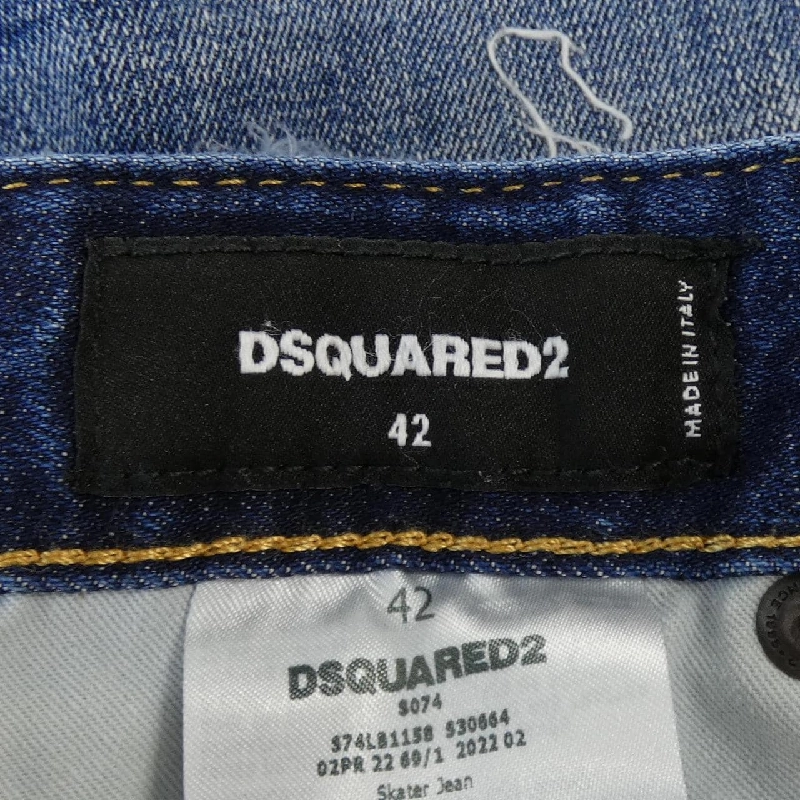 DSQUARED2
42
MADE IN ITALY
42
DSQUARED2
S074
S74LB1158 S30664
02PR 22 69/1 2022 02
Skater Jean